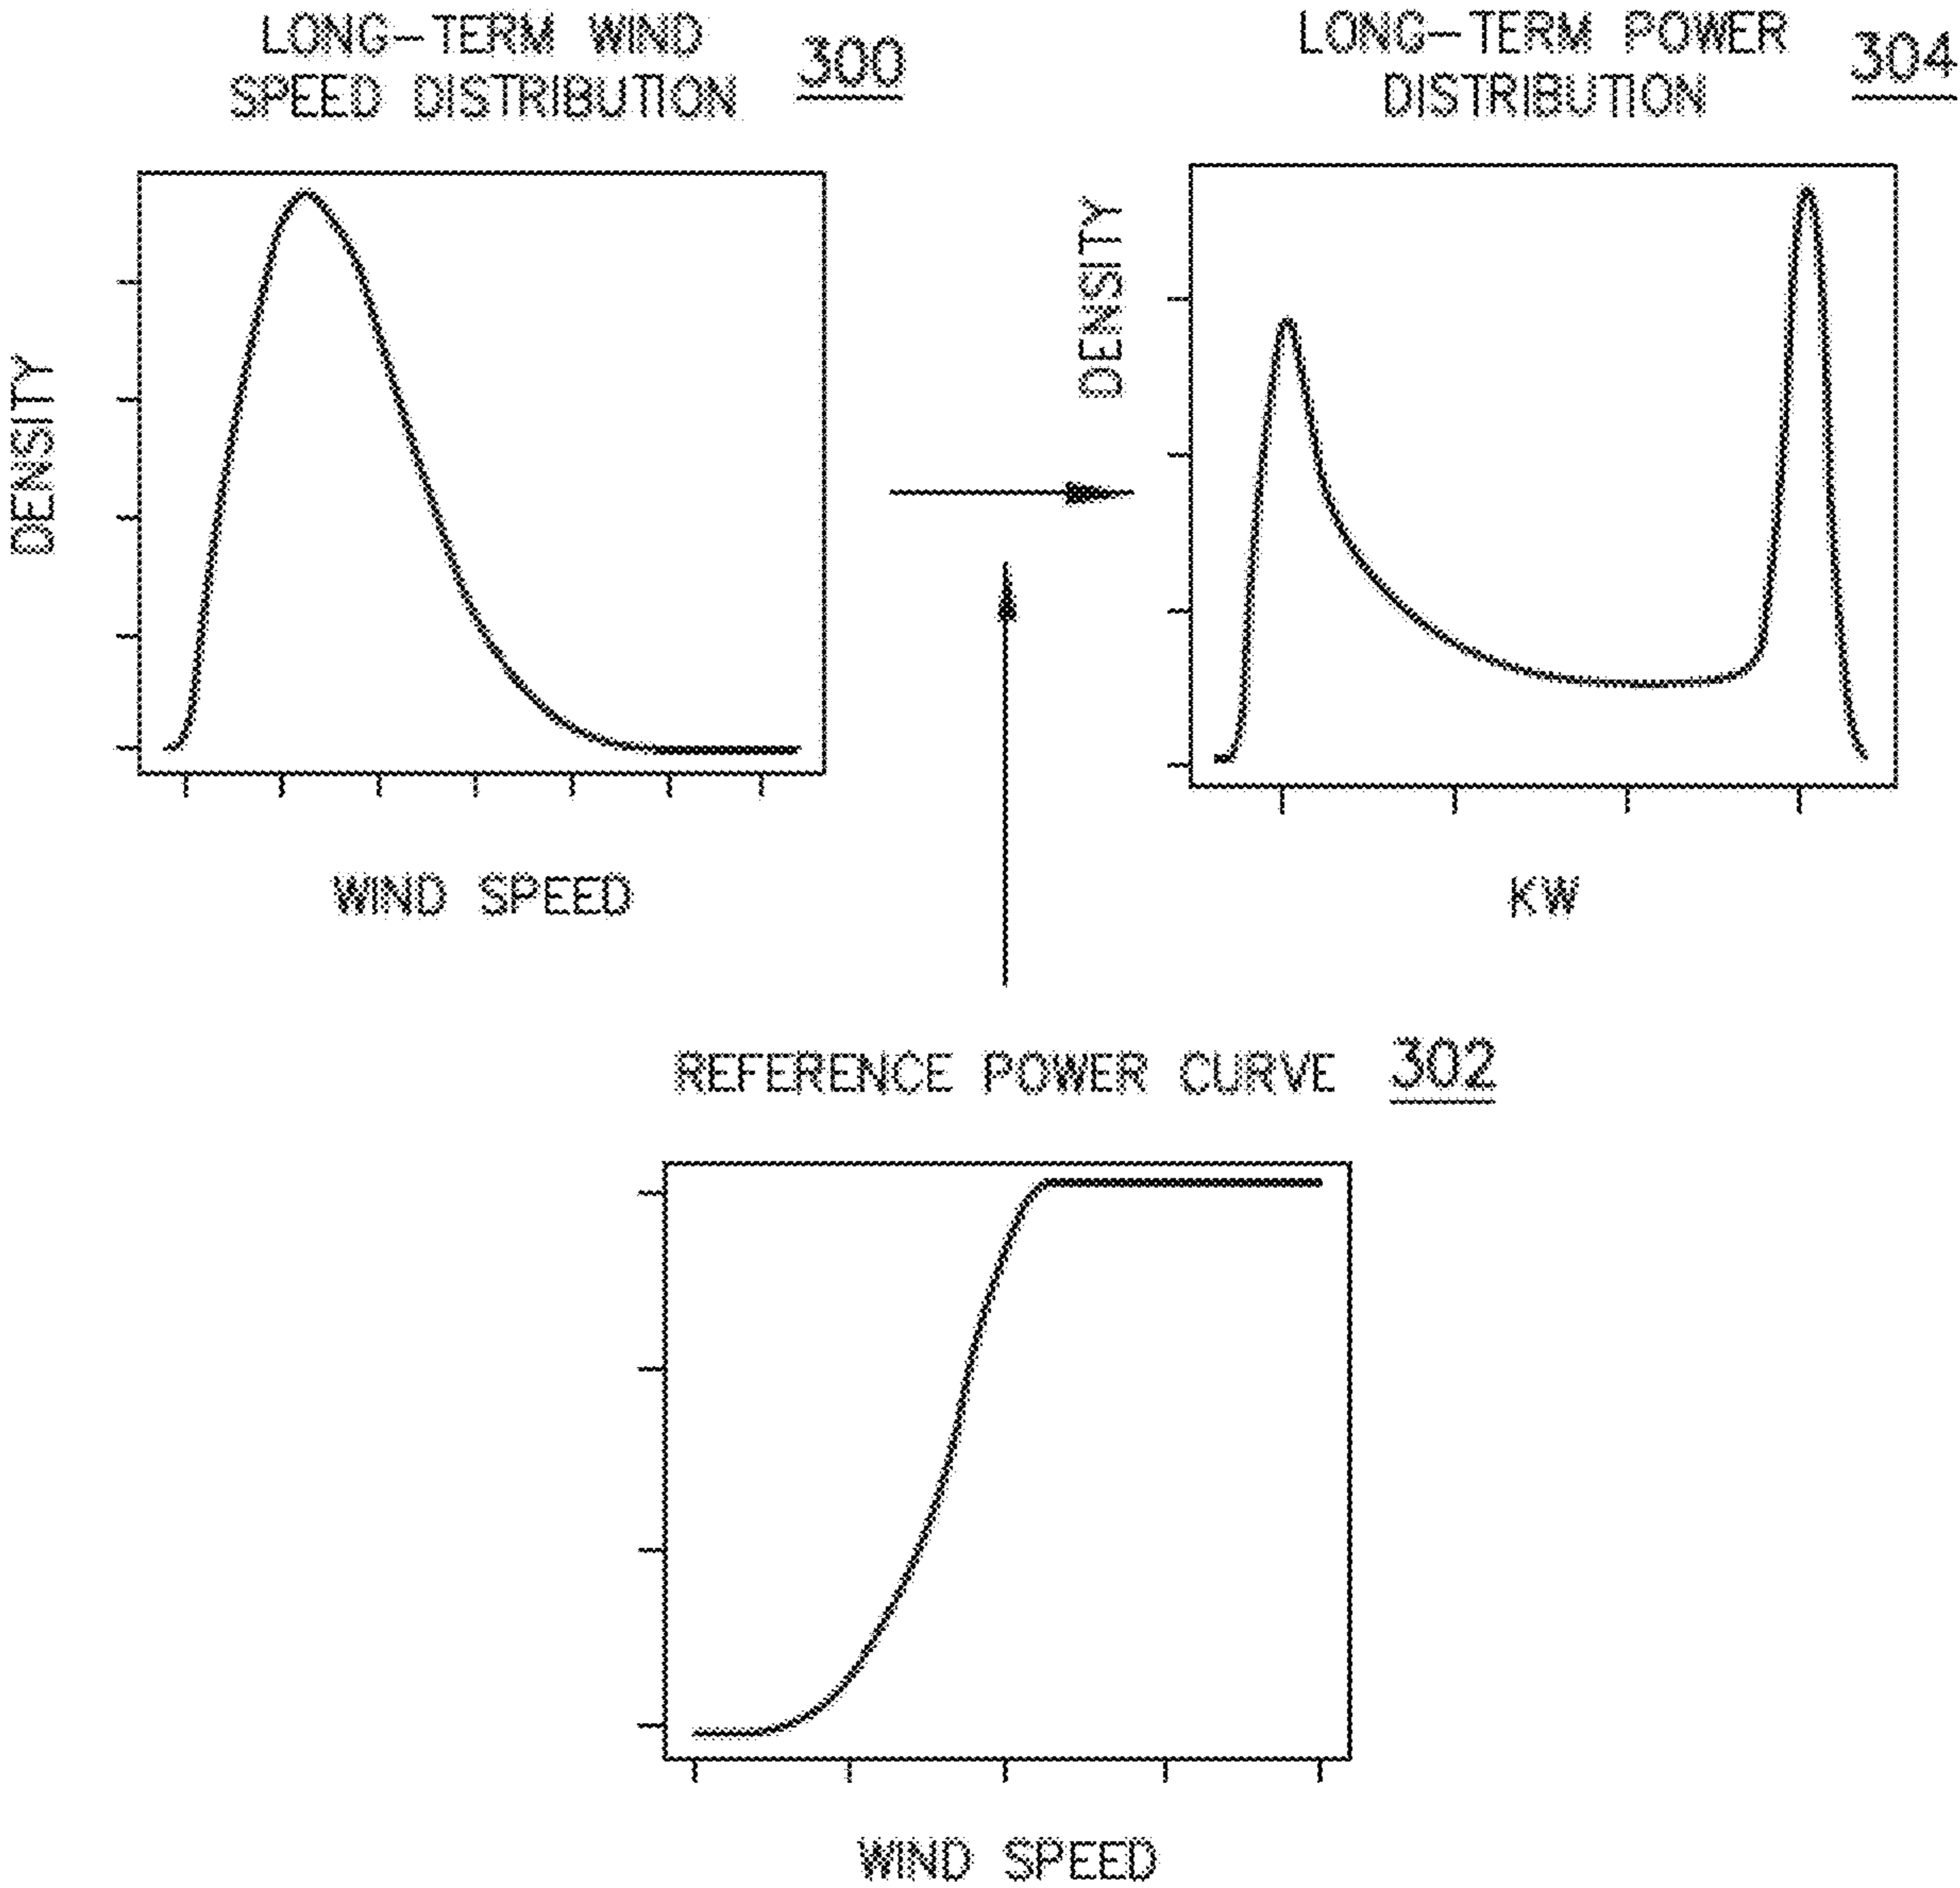 LONG-TERM WIND
SPEED DISTRIBUTION
300
DENSITY
WIND SPEED
LONG-TERM POWER
DISTRIBUTION
304
DENSITY
KW
REFERENCE POWER CURVE 302
WIND SPEED